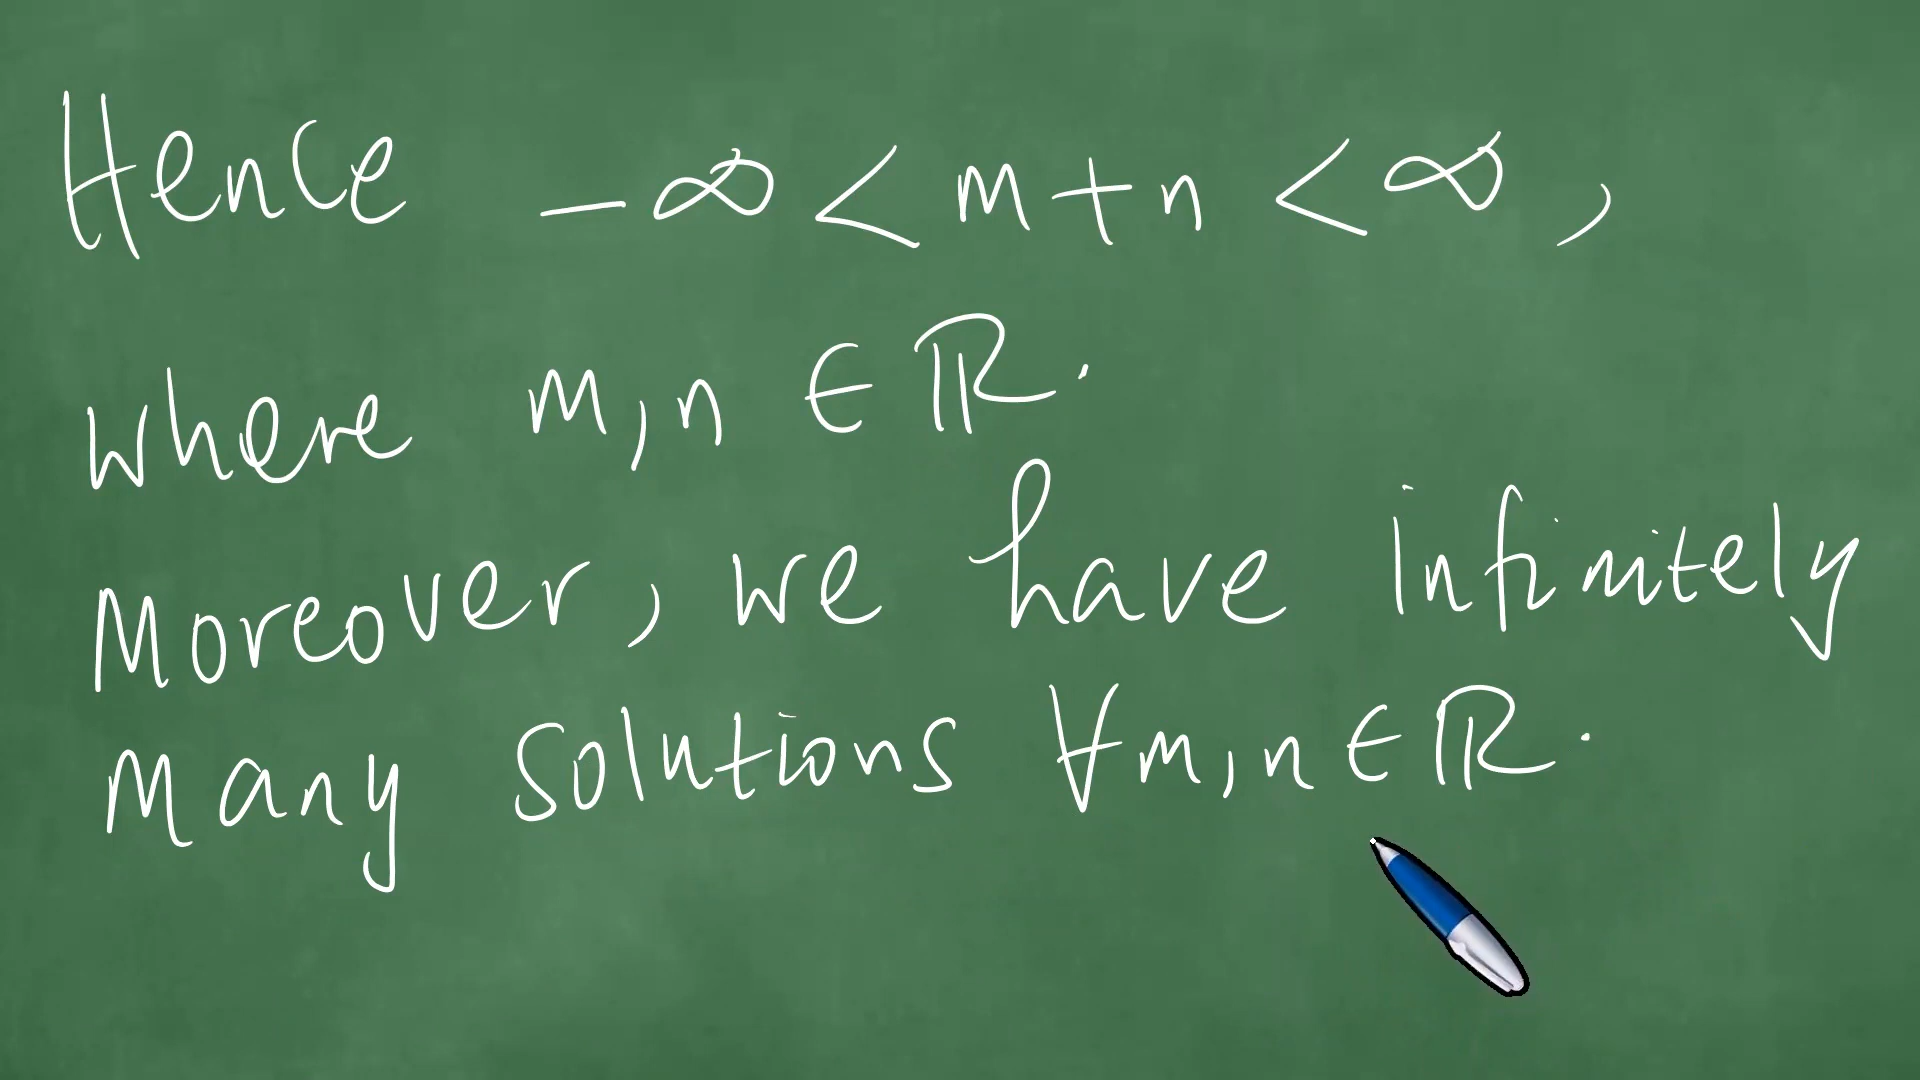 Hence -∞ < m+n < ∞,
where m,n ∈ ℝ.
Moreover, we have infinitely
many solutions ∀m,n∈ℝ.